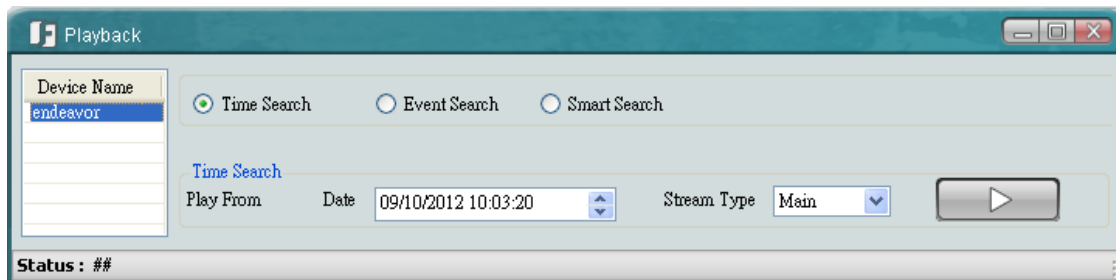 Playback
Device Name
endeavor
Time Search Event Search Smart Search
Time Search
Play From Date 09/10/2012 10:03:20 Stream Type Main
Status : ##